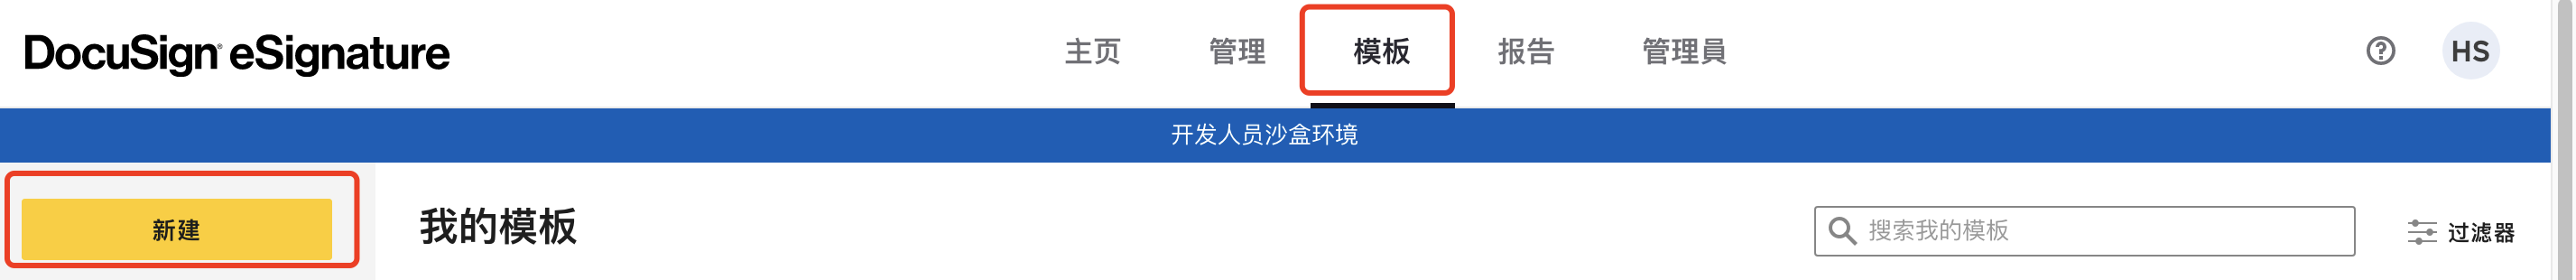 DocuSign® eSignature 主页 管理 模板 报告 管理員 HS
开发人员沙盒环境
新建 我的模板 搜索我的模板 过滤器